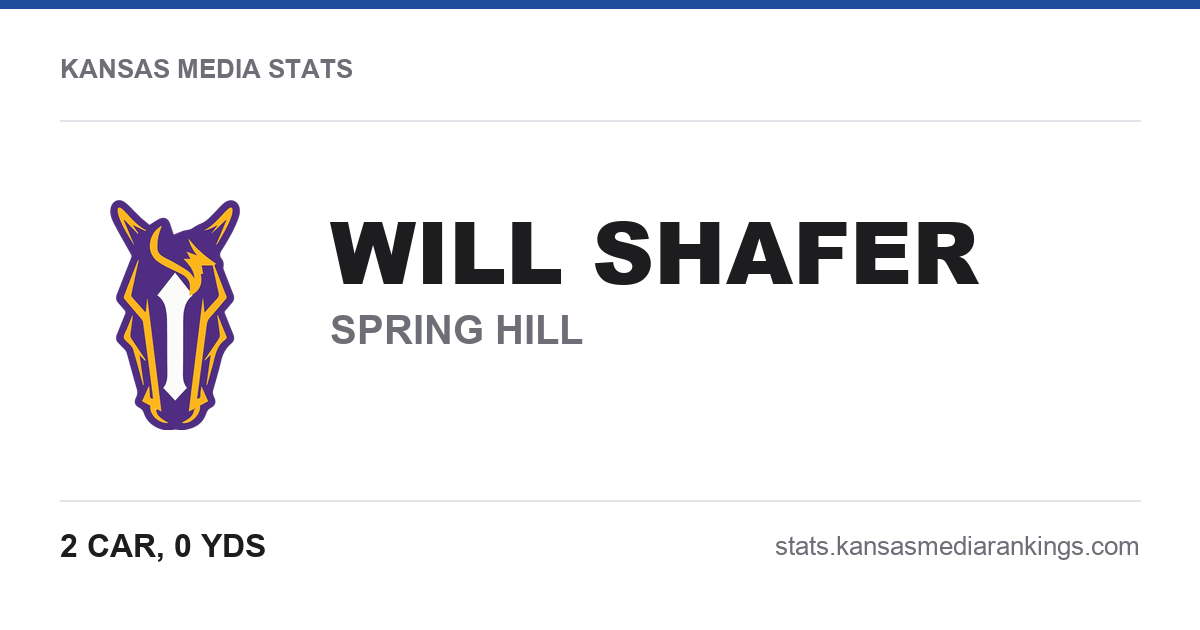 KANSAS MEDIA STATS
WILL SHAFER
SPRING HILL
2 CAR, 0 YDS
stats.kansasmediarankings.com